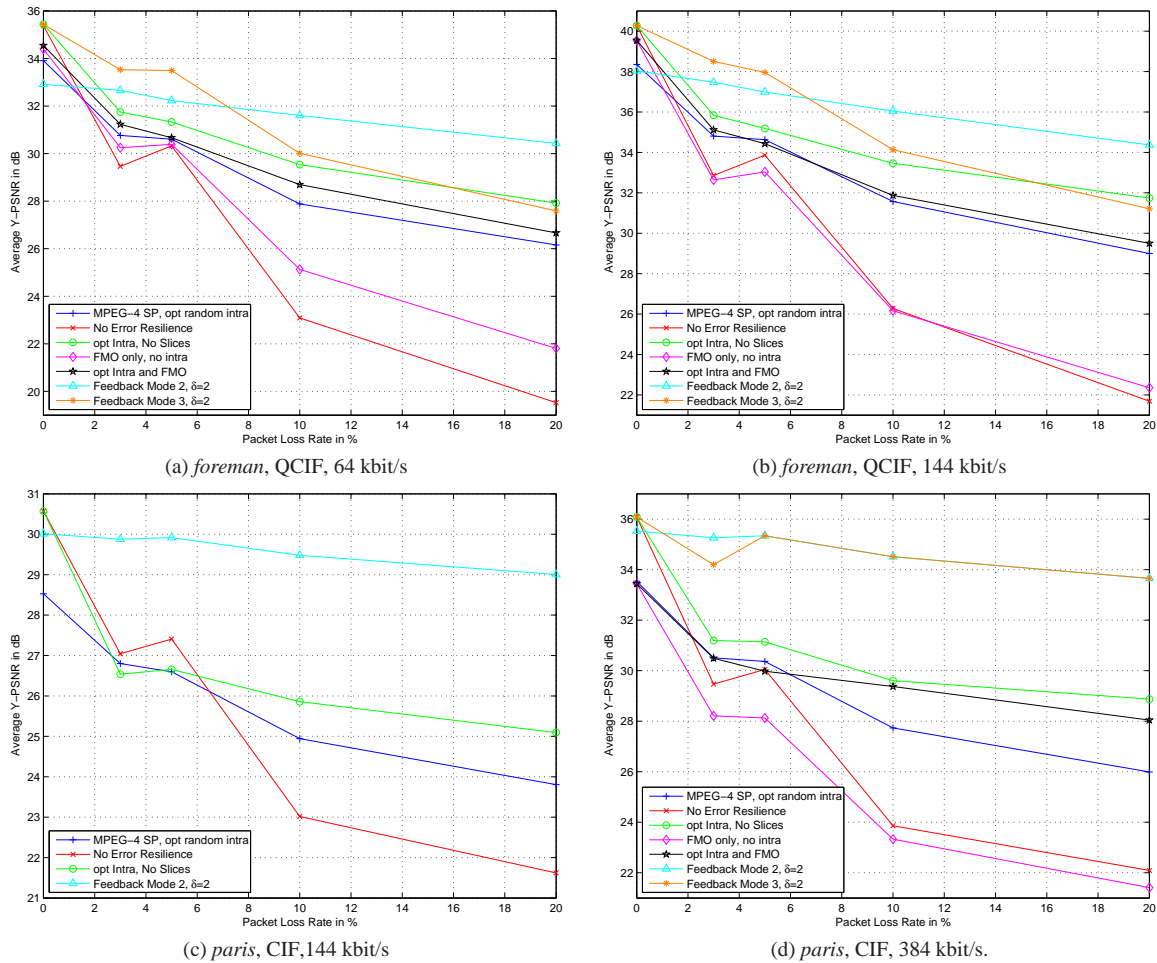 36
34
32
30
28
26
24
22
20
0 2 4 6 8 10 12 14 16 18 20
Average Y−PSNR in dB
Packet Loss Rate in %
MPEG−4 SP, opt random intra
No Error Resilience
opt Intra, No Slices
FMO only, no intra
opt Intra and FMO
Feedback Mode 2, δ=2
Feedback Mode 3, δ=2
(a) foreman, QCIF, 64 kbit/s
40
38
36
34
32
30
28
26
24
22
0 2 4 6 8 10 12 14 16 18 20
Average Y−PSNR in dB
Packet Loss Rate in %
MPEG−4 SP, opt random intra
No Error Resilience
opt Intra, No Slices
FMO only, no intra
opt Intra and FMO
Feedback Mode 2, δ=2
Feedback Mode 3, δ=2
(b) foreman, QCIF, 144 kbit/s
31
30
29
28
27
26
25
24
23
22
21
0 2 4 6 8 10 12 14 16 18 20
Average Y−PSNR in dB
Packet Loss Rate in %
MPEG−4 SP, opt random intra
No Error Resilience
opt Intra, No Slices
Feedback Mode 2, δ=2
(c) paris, CIF,144 kbit/s
36
34
32
30
28
26
24
22
0 2 4 6 8 10 12 14 16 18 20
Average Y−PSNR in dB
Packet Loss Rate in %
MPEG−4 SP, opt random intra
No Error Resilience
opt Intra, No Slices
FMO only, no intra
opt Intra and FMO
Feedback Mode 2, δ=2
Feedback Mode 3, δ=2
(d) paris, CIF, 384 kbit/s.